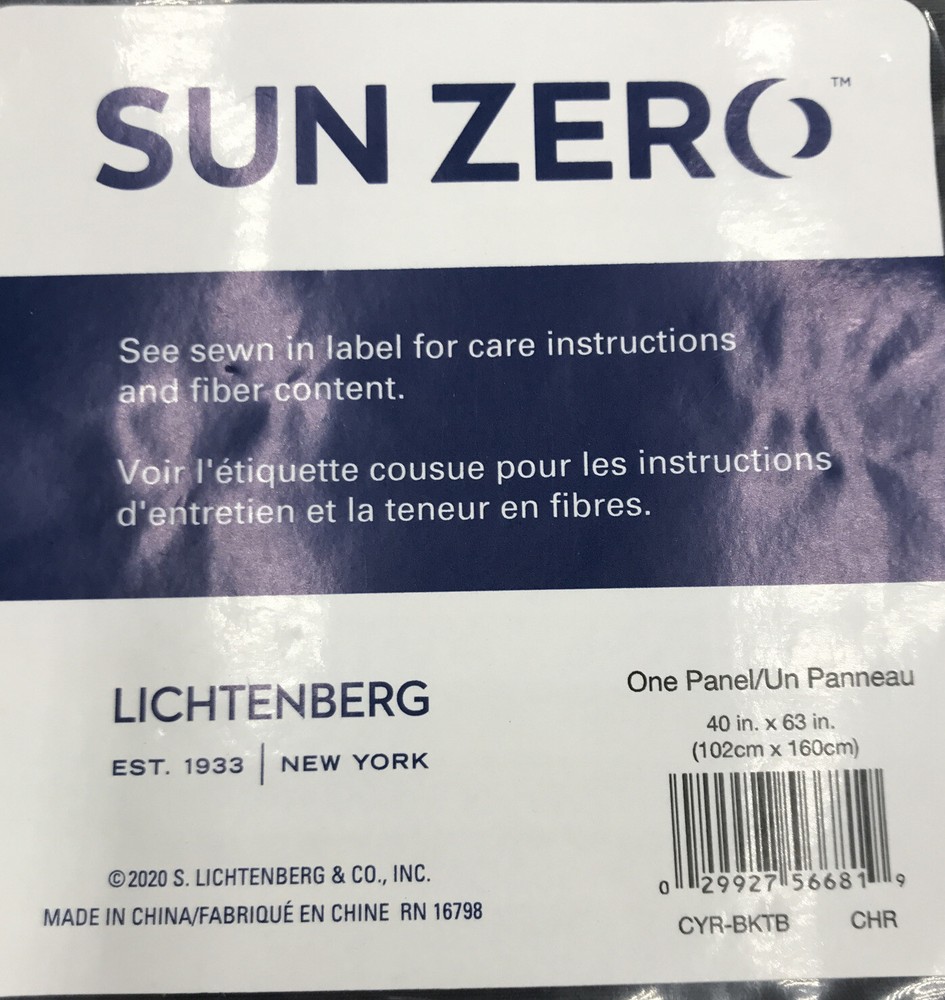 SUN ZERO™
See sewn in label for care instructions
and fiber content.
Voir l'étiquette cousue pour les instructions
d'entretien et la teneur en fibres.
LICHTENBERG
EST. 1933 | NEW YORK
©2020 S. LICHTENBERG & CO., INC.
MADE IN CHINA/FABRIQUÉ EN CHINE RN 16798
One Panel/Un Panneau
40 in. x 63 in.
(102cm x 160cm)
0 29927 56681 9
CYR-BKTB CHR